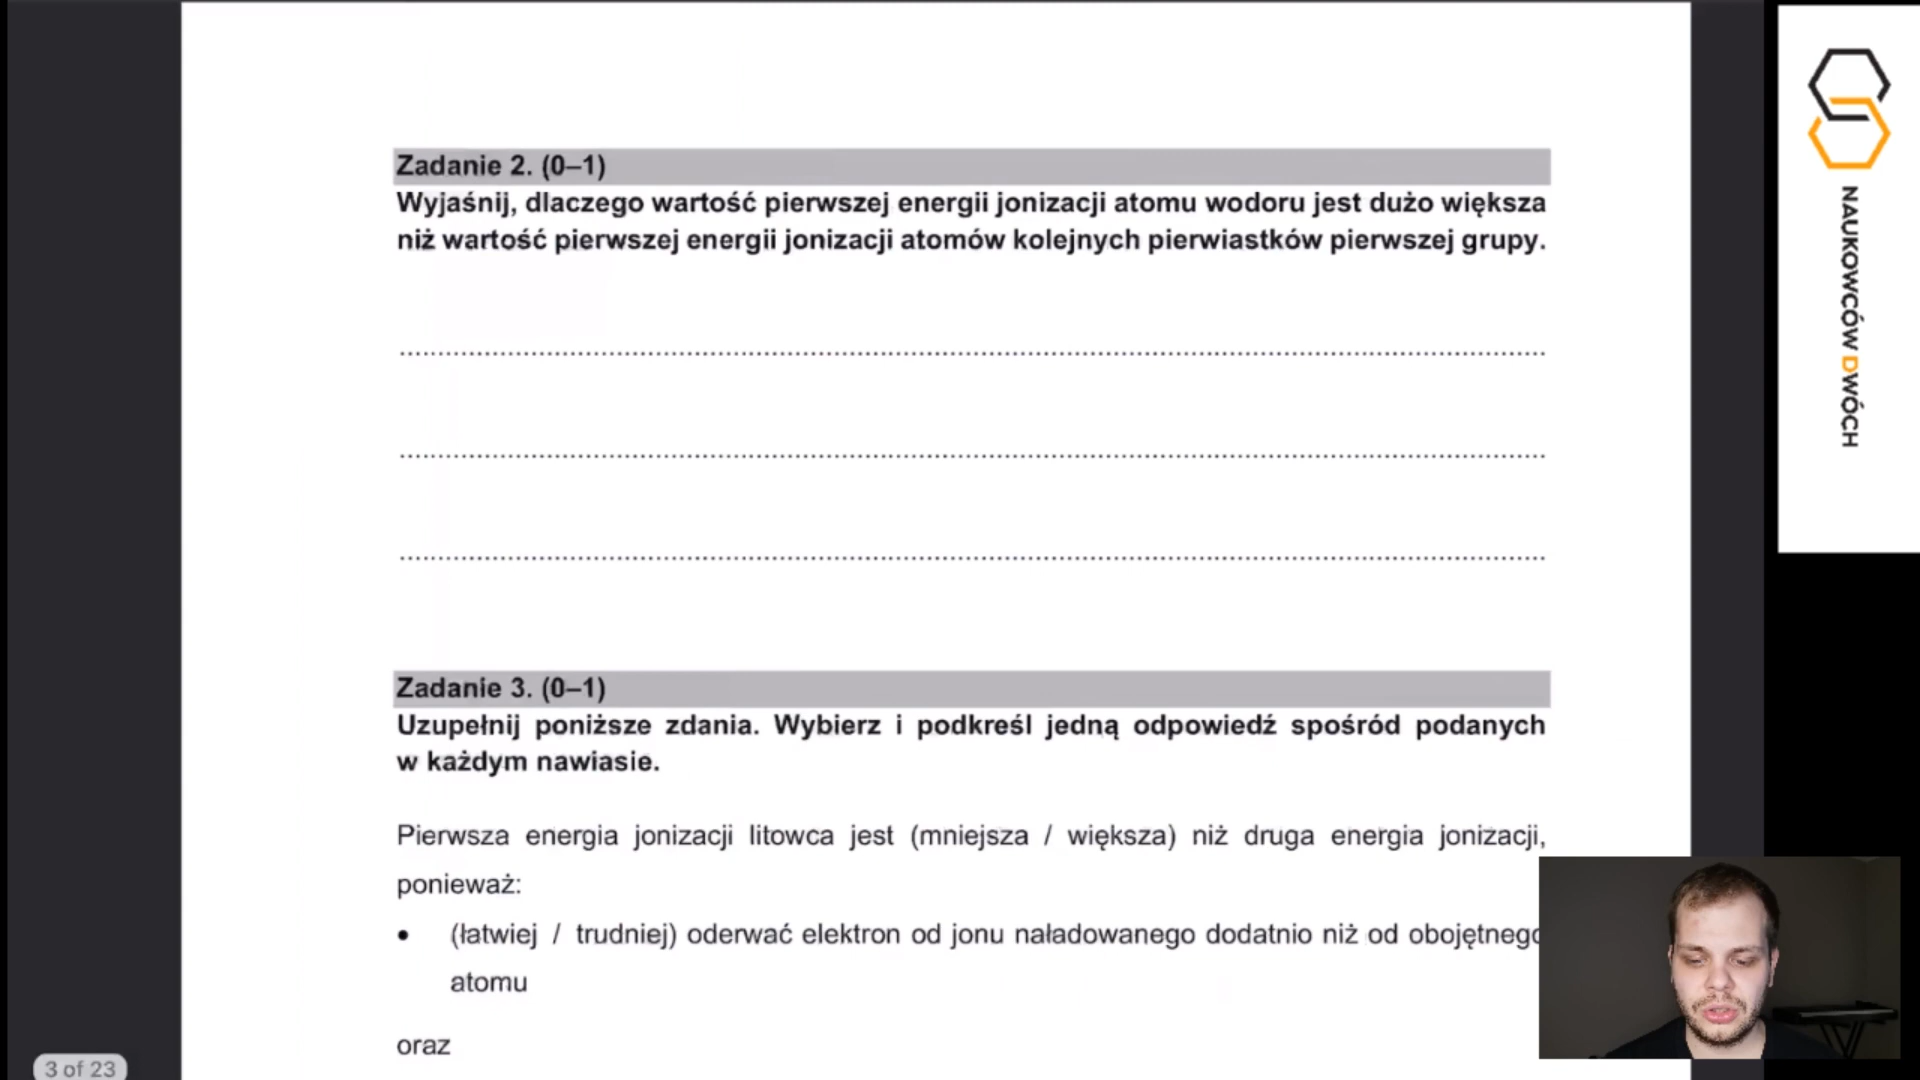 Zadanie 2. (0–1)
Wyjaśnij, dlaczego wartość pierwszej energii jonizacji atomu wodoru jest dużo większa
niż wartość pierwszej energii jonizacji atomów kolejnych pierwiastków pierwszej grupy.
Zadanie 3. (0–1)
Uzupełnij poniższe zdania. Wybierz i podkreśl jedną odpowiedź spośród podanych
w każdym nawiasie.
Pierwsza energia jonizacji litowca jest (mniejsza / większa) niż druga energia jonizacji,
ponieważ:
• (łatwiej / trudniej) oderwać elektron od jonu naładowanego dodatnio niż od obojętnego
atomu
oraz
3 of 23
NAUKOWCÓW DWÓCH